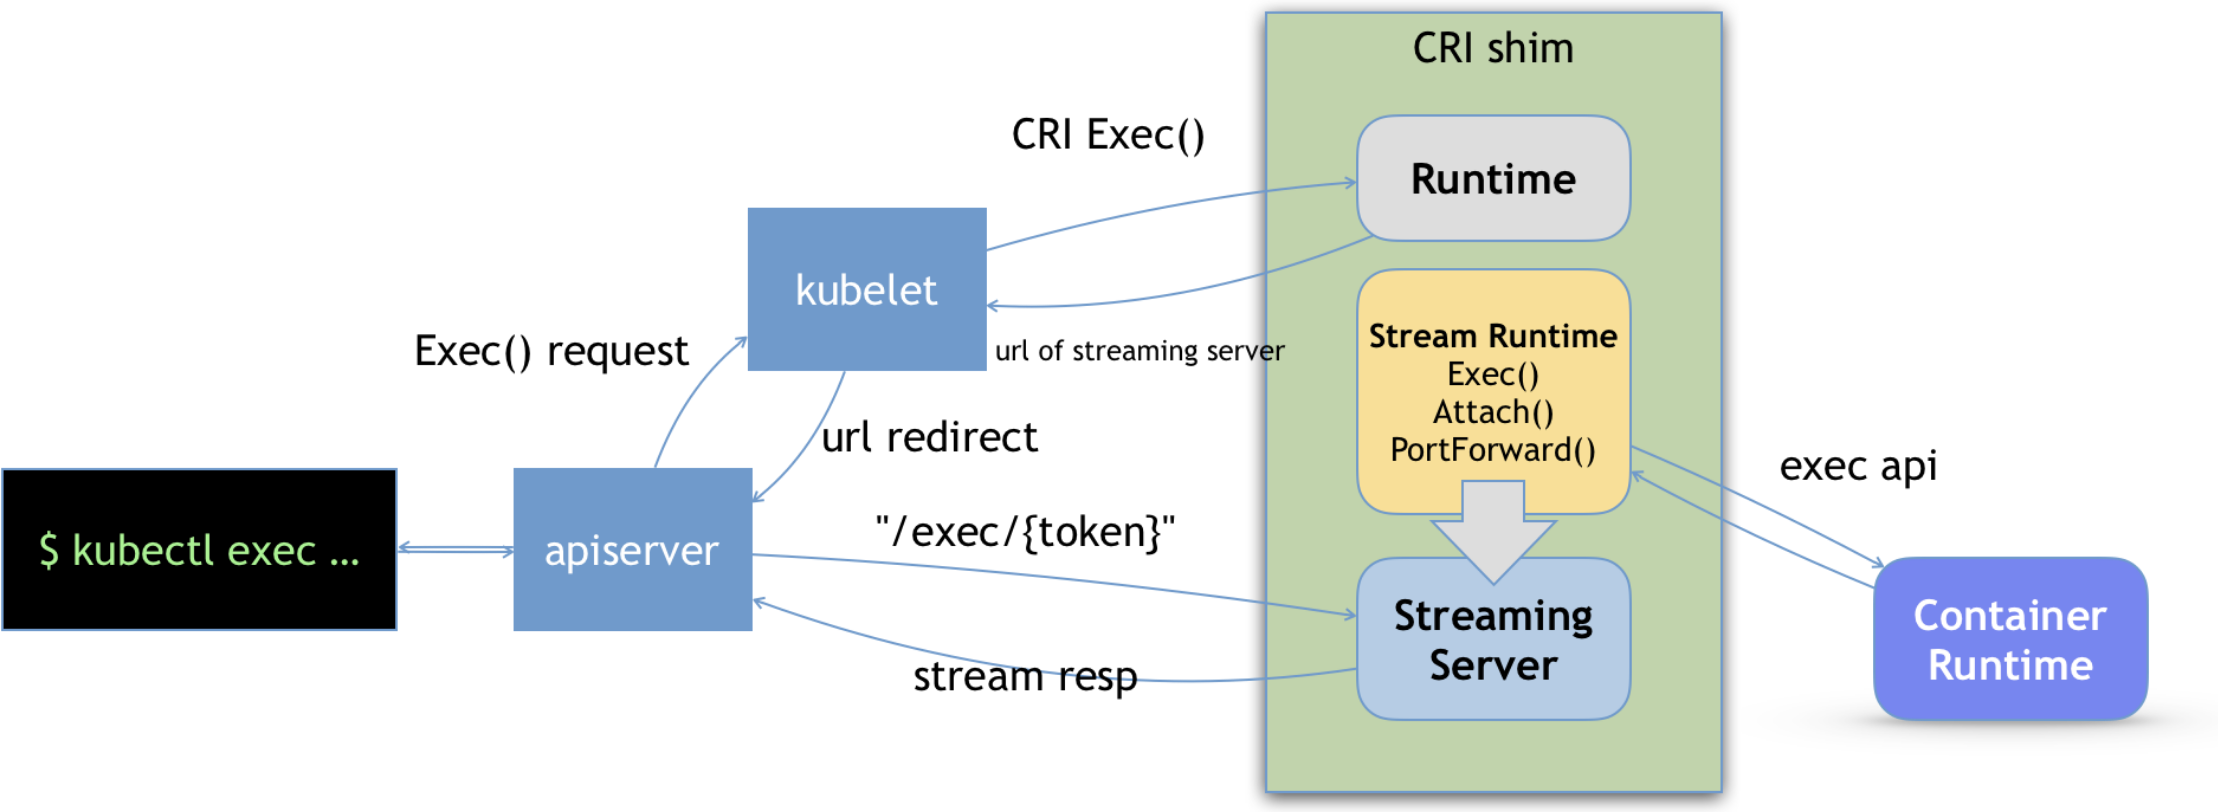 CRI shim
CRI Exec()
Runtime
kubelet
Exec() request
url of streaming server
Stream Runtime
Exec()
Attach()
PortForward()
url redirect
exec api
$ kubectl exec ...
apiserver
"/exec/{token}"
Streaming
Server
stream resp
Container
Runtime